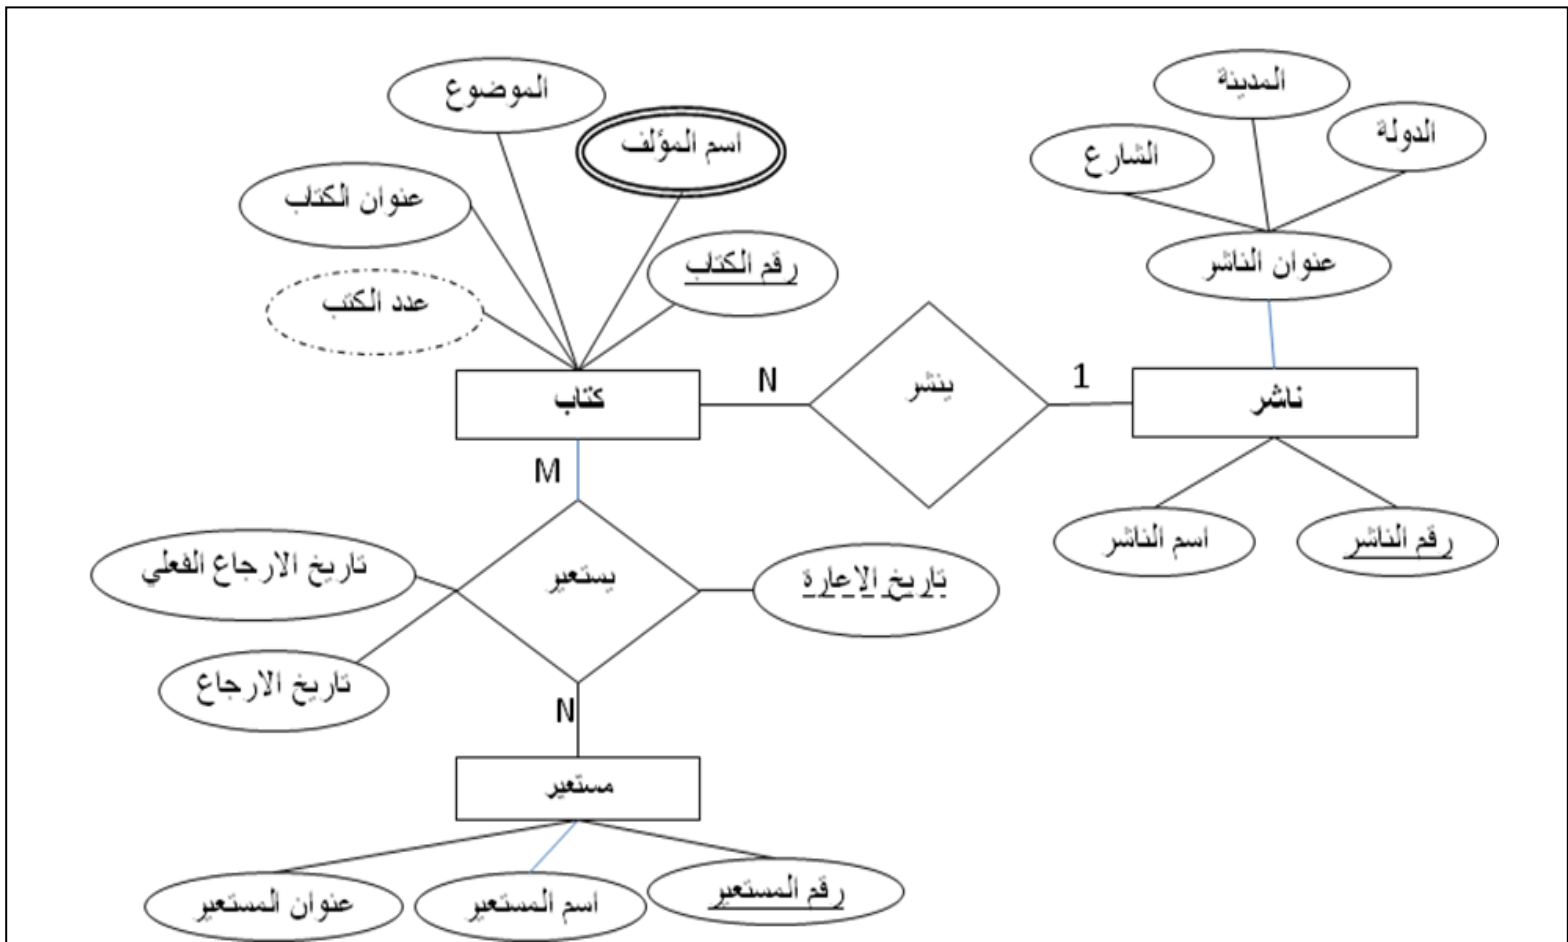 الموضوع
اسم المؤلف
عنوان الكتاب
رقم الكتاب
عدد الكتب
المدينة
الدولة
الشارع
عنوان الناشر
كتاب
N
ينشر
1
ناشر
اسم الناشر
رقم الناشر
M
تاريخ الارجاع الفعلي
يستعير
تاريخ الاعارة
تاريخ الارجاع
N
مستعير
رقم المستعير
اسم المستعير
عنوان المستعير